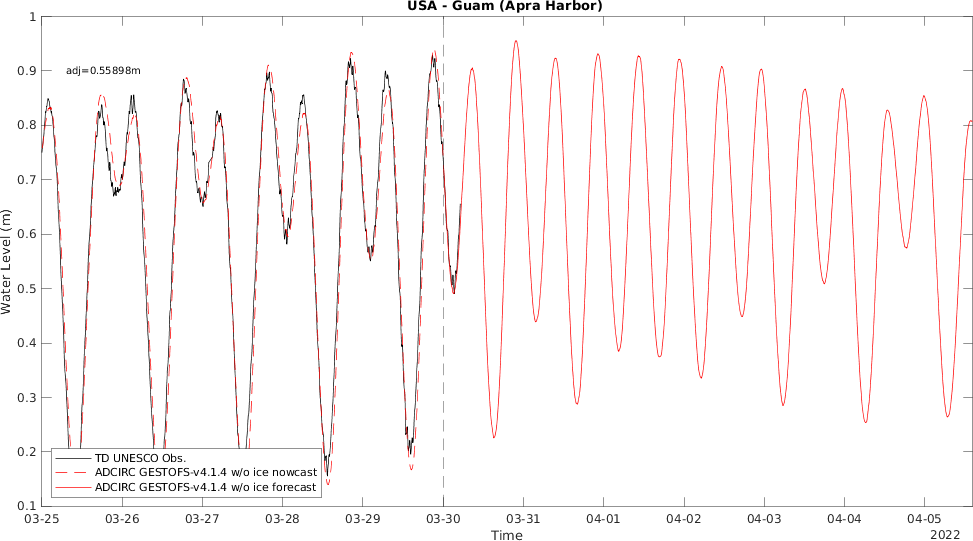 USA - Guam (Apra Harbor)
1
adj=0.55898m
0.9
0.8
0.7
0.6
0.5
0.4
0.3
0.2
0.1
Water Level (m)
TD UNESCO Obs.
ADCIRC GESTOFS-v4.1.4 w/o ice nowcast
ADCIRC GESTOFS-v4.1.4 w/o ice forecast
03-25 03-26 03-27 03-28 03-29 03-30 03-31 04-01 04-02 04-03 04-04 04-05
Time
2022